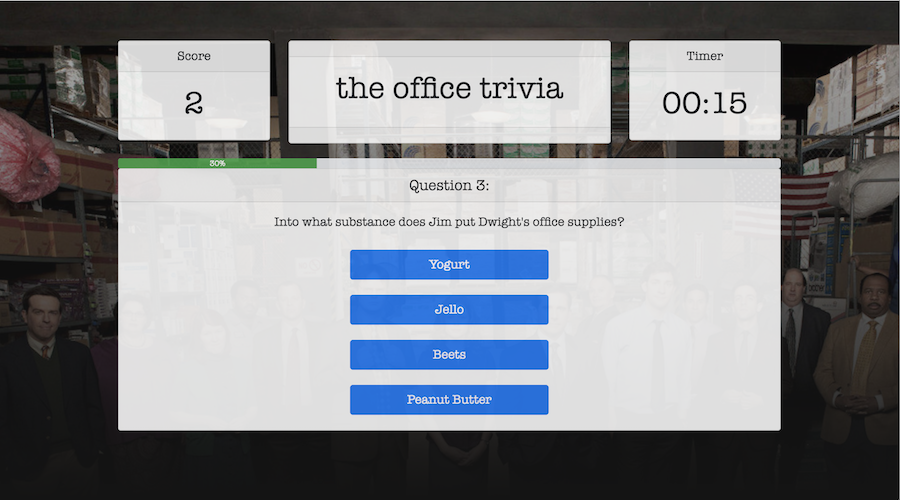 Score
2
the office trivia
Timer
00:15
30%
Question 3:
Into what substance does Jim put Dwight's office supplies?
Yogurt
Jello
Beets
Peanut Butter